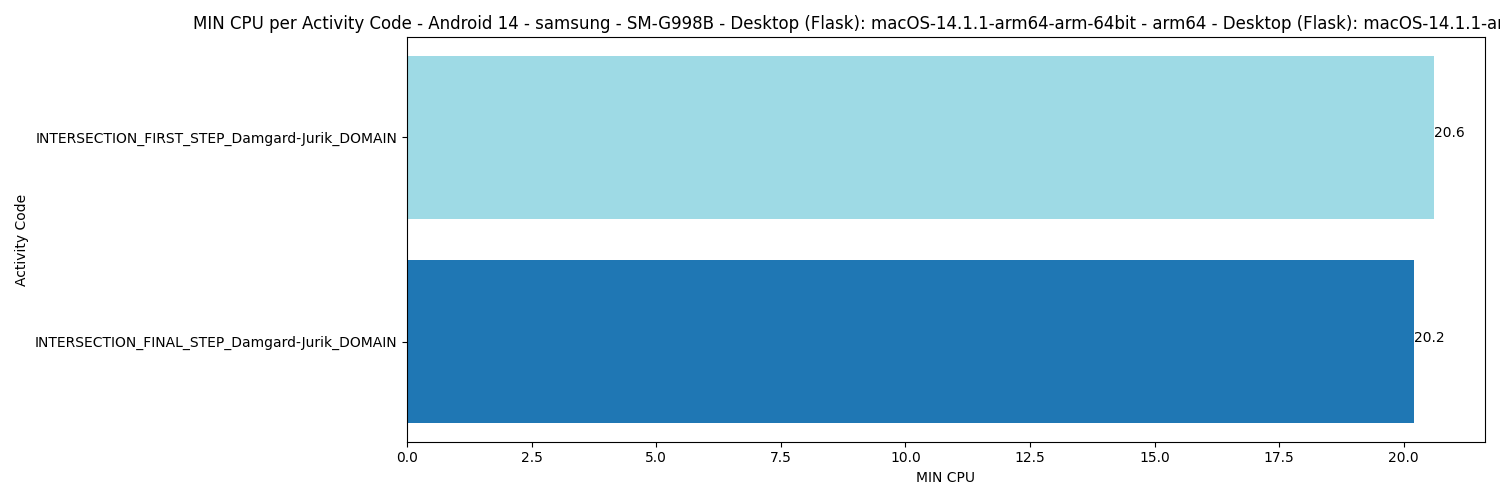 MIN CPU per Activity Code - Android 14 - samsung - SM-G998B - Desktop (Flask): macOS-14.1.1-arm64-arm-64bit - arm64 - Desktop (Flask): macOS-14.1.1-ar
INTERSECTION_FIRST_STEP_Damgard-Jurik_DOMAIN
20.6
Activity Code
INTERSECTION_FINAL_STEP_Damgard-Jurik_DOMAIN
20.2
0.0 2.5 5.0 7.5 10.0 12.5 15.0 17.5 20.0
MIN CPU